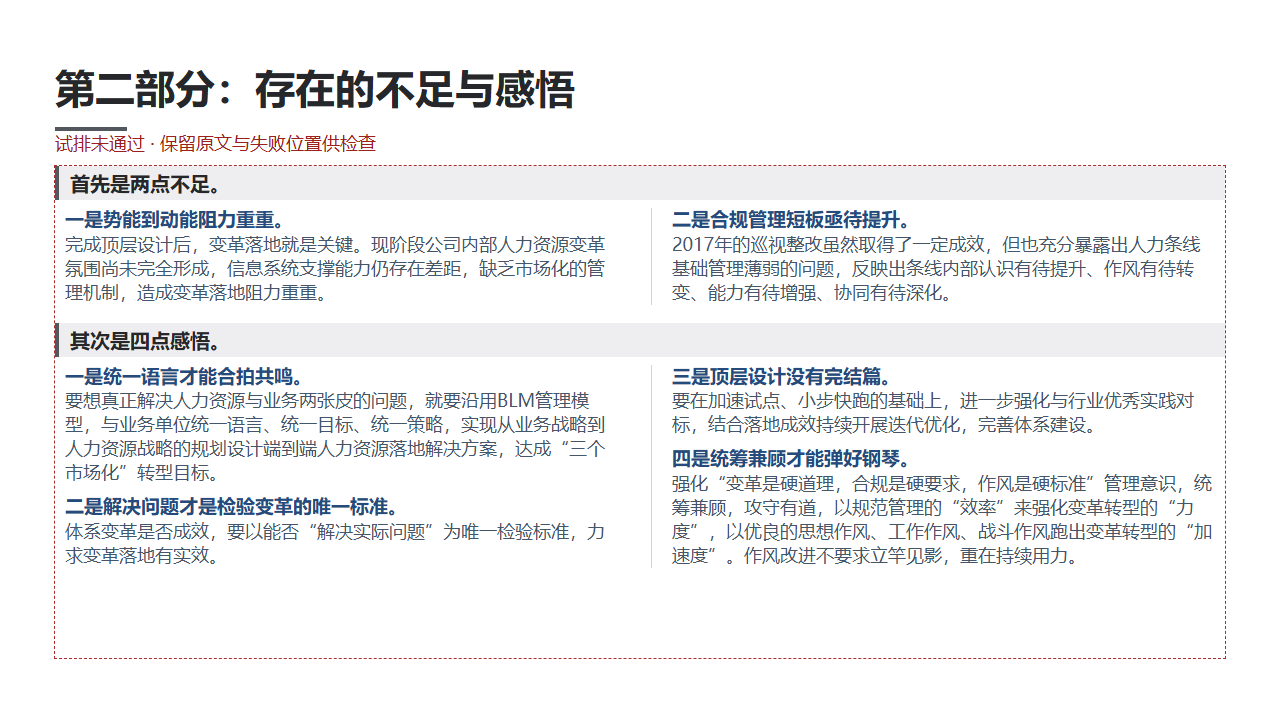 第二部分：存在的不足与感悟
试排未通过 · 保留原文与失败位置供检查
首先是两点不足。
一是势能到动能阻力重重。
完成顶层设计后，变革落地就是关键。现阶段公司内部人力资源变革
氛围尚未完全形成，信息系统支撑能力仍存在差距，缺乏市场化的管
理机制，造成变革落地阻力重重。
二是合规管理短板亟待提升。
2017年的巡视整改虽然取得了一定成效，但也充分暴露出人力条线
基础管理薄弱的问题，反映出条线内部认识有待提升、作风有待转
变、能力有待增强、协同有待深化。
其次是四点感悟。
一是统一语言才能合拍共鸣。
要想真正解决人力资源与业务两张皮的问题，就要沿用BLM管理模
型，与业务单位统一语言、统一目标、统一策略，实现从业务战略到
人力资源战略的规划设计端到端人力资源落地解决方案，达成“三个
市场化”转型目标。
二是解决问题才是检验变革的唯一标准。
体系变革是否成效，要以能否“解决实际问题”为唯一检验标准，力
求变革落地有实效。
三是顶层设计没有完结篇。
要在加速试点、小步快跑的基础上，进一步强化与行业优秀实践对
标，结合落地成效持续开展迭代优化，完善体系建设。
四是统筹兼顾才能弹好钢琴。
强化“变革是硬道理，合规是硬要求，作风是硬标准”管理意识，统
筹兼顾，攻守有道，以规范管理的“效率”来强化变革转型的“力
度”，以优良的思想作风、工作作风、战斗作风跑出变革转型的“加
速度”。作风改进不要求立竿见影，重在持续用力。